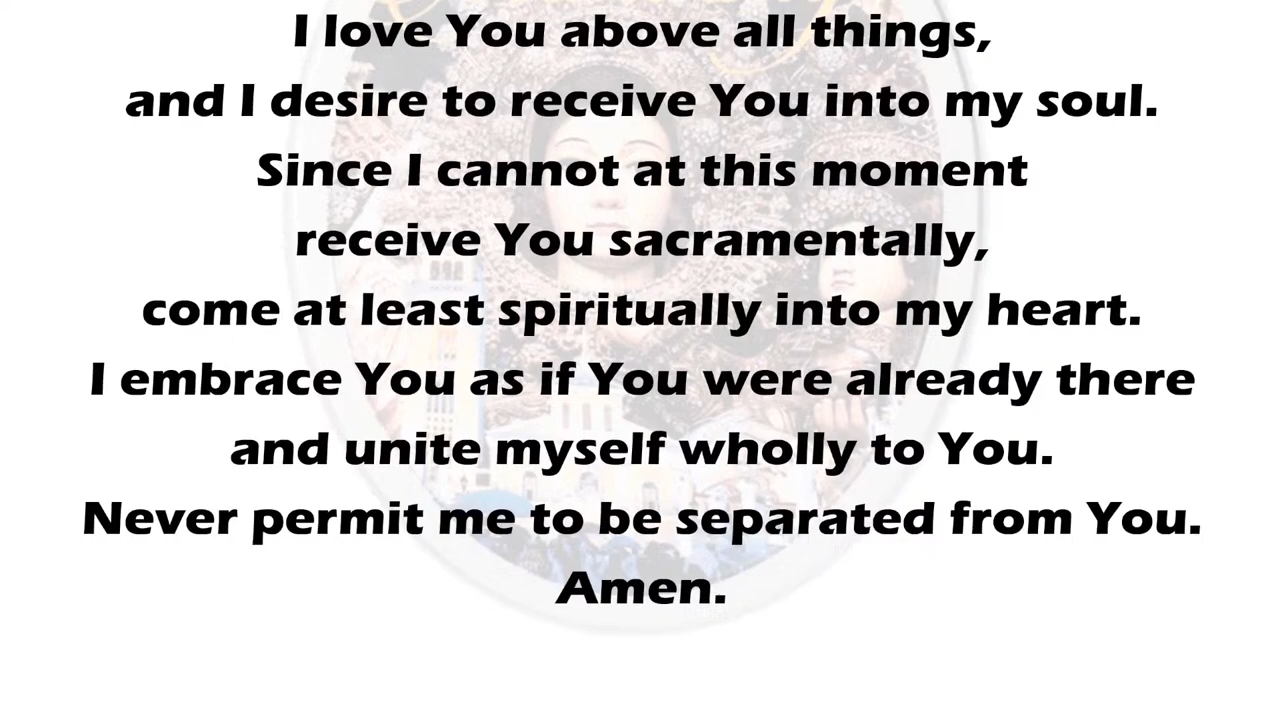 I love You above all things,
and I desire to receive You into my soul.
Since I cannot at this moment
receive You sacramentally,
come at least spiritually into my heart.
I embrace You as if You were already there
and unite myself wholly to You.
Never permit me to be separated from You.
Amen.